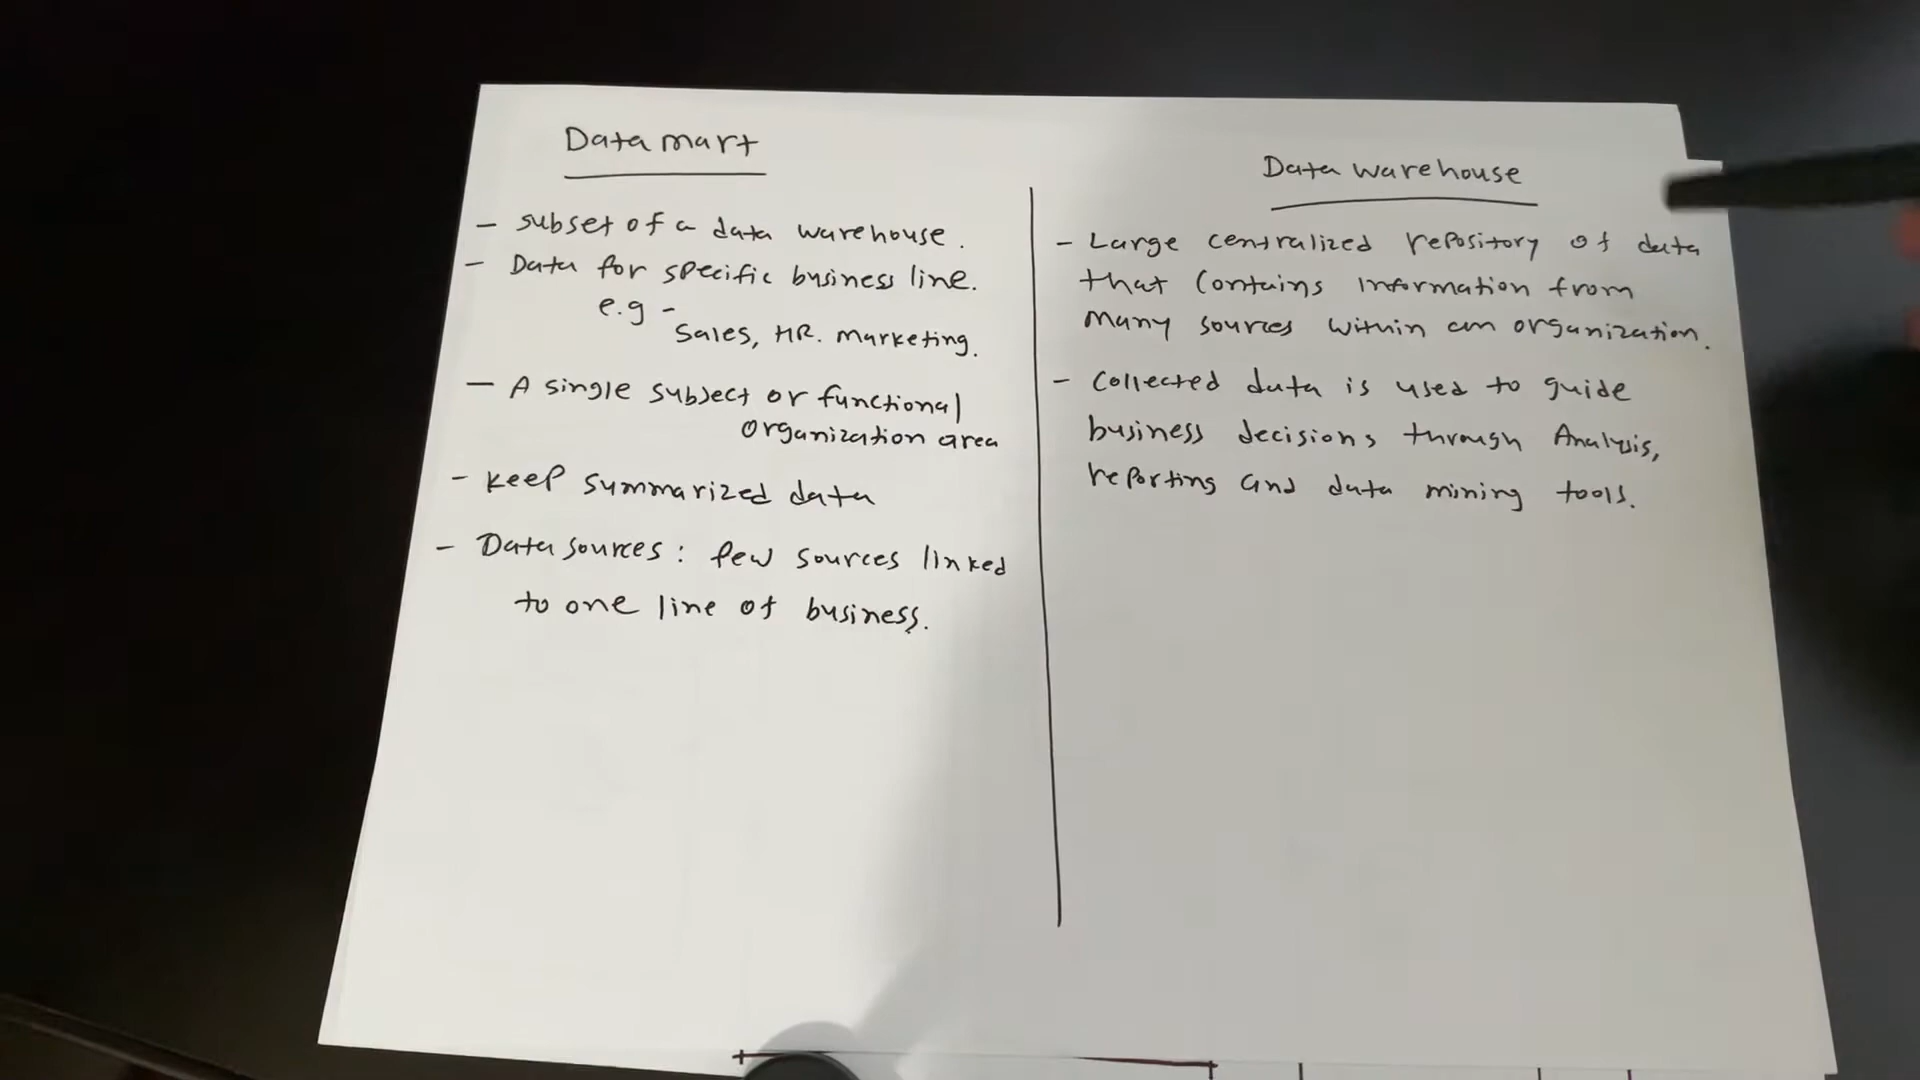 Data mart
- subset of a data warehouse.
- Data for specific business line.
e.g -
Sales, HR. marketing.
- A single subject or functional
organization area
- keep summarized data
- Data sources : few sources linked
to one line of business.
Data warehouse
- Large centralized repository of data
that contains information from
many sources within an organization.
- Collected data is used to guide
business decisions through Analysis,
reporting and data mining tools.